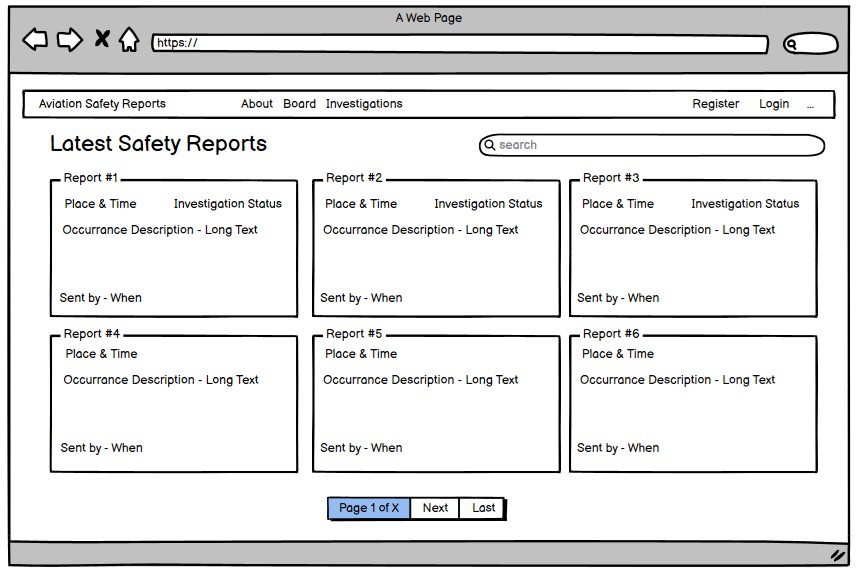 A Web Page
https://
Aviation Safety Reports About Board Investigations Register Login ...
Latest Safety Reports search
Report #1 Report #2 Report #3
Place & Time Investigation Status Place & Time Investigation Status Place & Time Investigation Status
Occurrance Description - Long Text Occurrance Description - Long Text Occurrance Description - Long Text
Sent by - When Sent by - When Sent by - When
Report #4 Report #5 Report #6
Place & Time Place & Time Place & Time
Occurrance Description - Long Text Occurrance Description - Long Text Occurrance Description - Long Text
Sent by - When Sent by - When Sent by - When
Page 1 of X Next Last